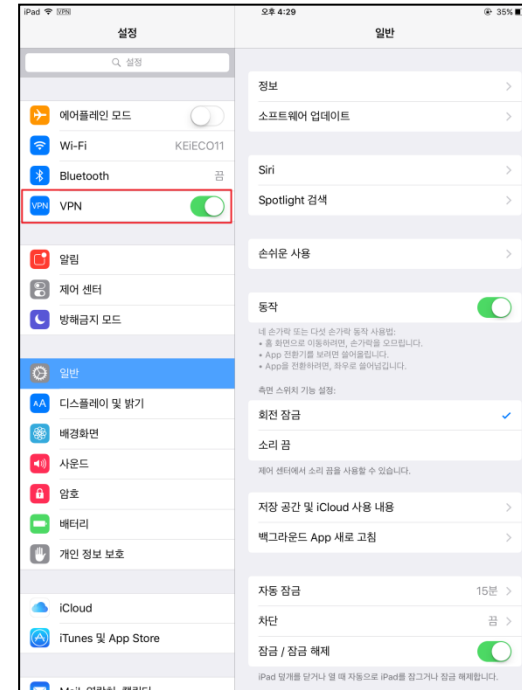 iPad VPN
오후 4:29
35%
설정
일반
설정
에어플레인 모드
Wi-Fi KEiECO11
Bluetooth 끔
VPN VPN
알림
제어 센터
방해금지 모드
일반
AA 디스플레이 및 밝기
배경화면
사운드
암호
배터리
개인 정보 보호
iCloud
iTunes 및 App Store
정보
소프트웨어 업데이트
Siri
Spotlight 검색
손쉬운 사용
동작
네 손가락 또는 다섯 손가락 동작 사용법:
• 홈 화면으로 이동하려면, 손가락을 오므립니다.
• App 전환기를 보려면 쓸어올립니다.
• App을 전환하려면, 좌우로 쓸어넘깁니다.
측면 스위치 기능 설정:
회전 잠금
소리 끔
제어 센터에서 소리 끔을 사용할 수 있습니다.
저장 공간 및 iCloud 사용 내용
백그라운드 App 새로 고침
자동 잠금 15분
차단 끔
잠금 / 잠금 해제
iPad 덮개를 닫거나 열 때 자동으로 iPad를 잠그거나 잠금 해제합니다.